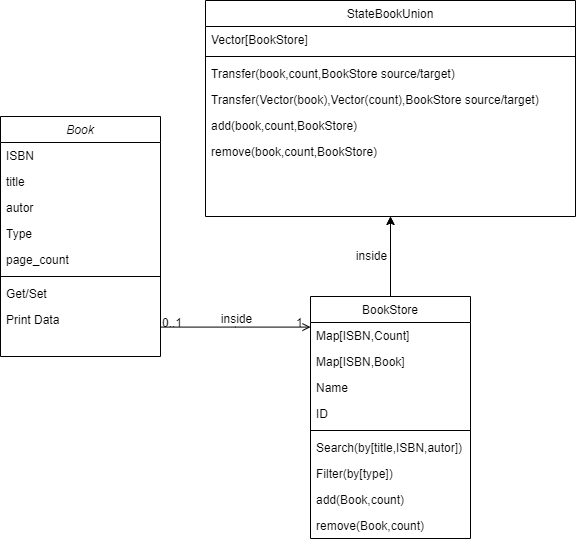 StateBookUnion
Vector[BookStore]
Transfer(book,count,BookStore source/target)
Transfer(Vector(book),Vector(count),BookStore source/target)
add(book,count,BookStore)
remove(book,count,BookStore)
Book
ISBN
title
autor
Type
page_count
Get/Set
Print Data
0..1
inside
1
inside
BookStore
Map[ISBN,Count]
Map[ISBN,Book]
Name
ID
Search(by[title,ISBN,autor])
Filter(by[type])
add(Book,count)
remove(Book,count)